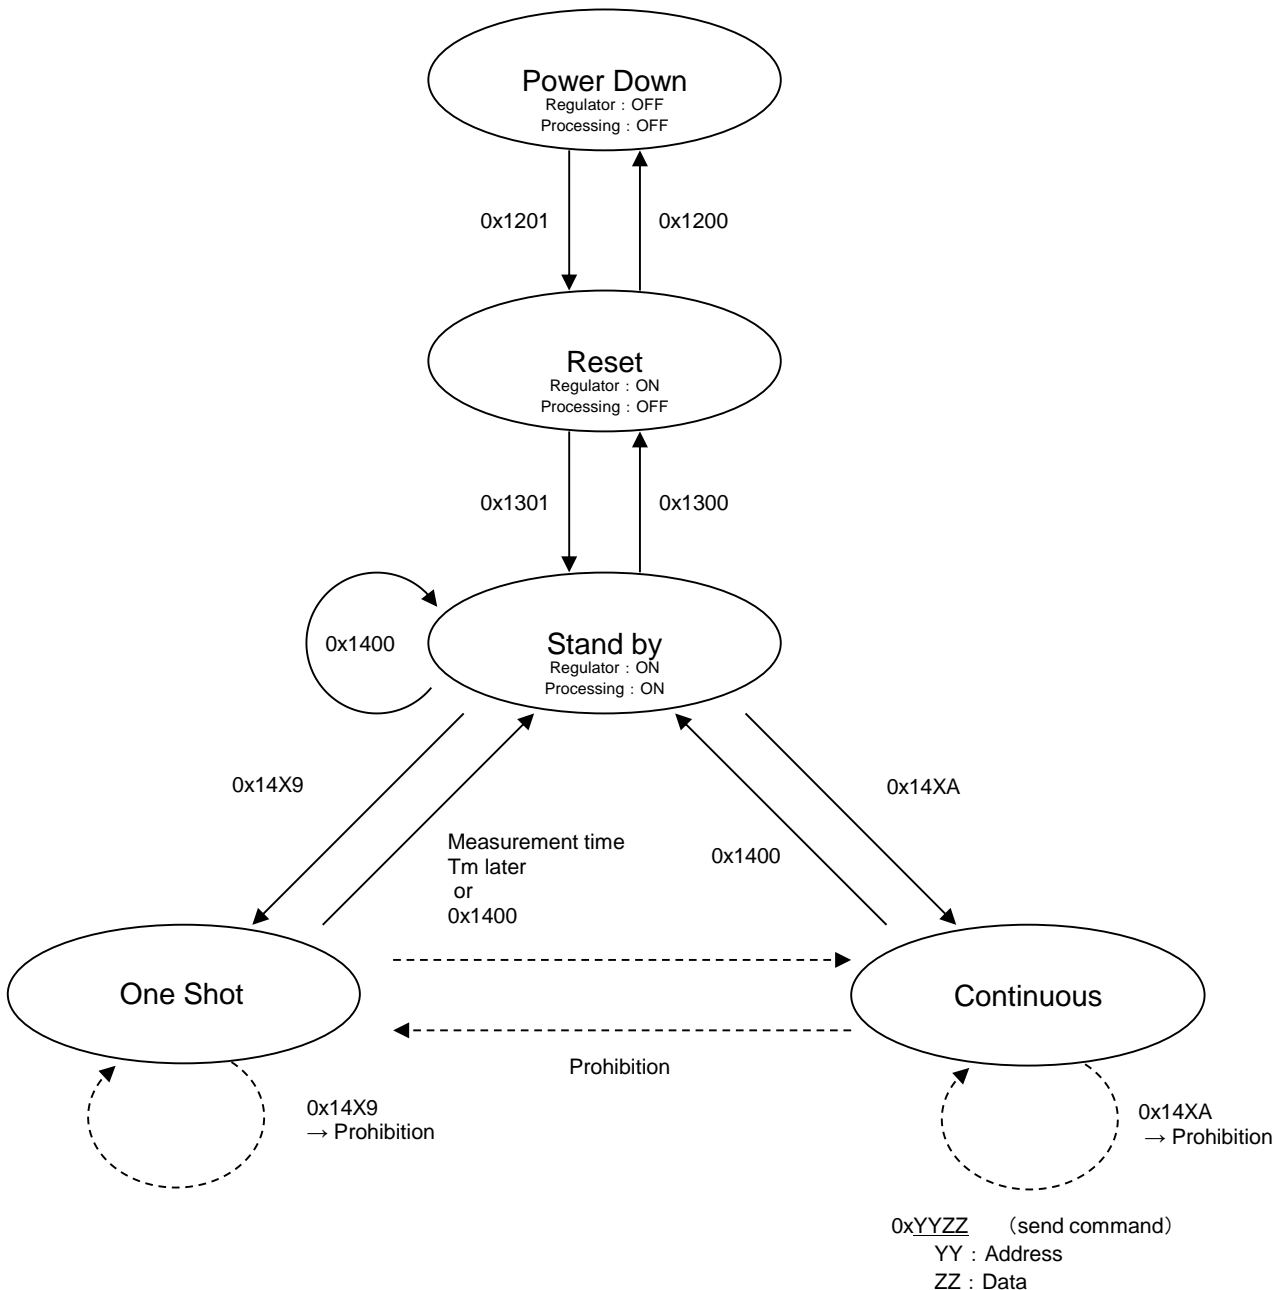 Power Down
Regulator : OFF
Processing : OFF
0x1201
0x1200
Reset
Regulator : ON
Processing : OFF
0x1301
0x1300
0x1400
Stand by
Regulator : ON
Processing : ON
0x14X9
0x14XA
Measurement time
Tm later
or
0x1400
0x1400
One Shot
Continuous
Prohibition
0x14X9
→ Prohibition
0x14XA
→ Prohibition
0xYYZZ （send command）
YY : Address
ZZ : Data